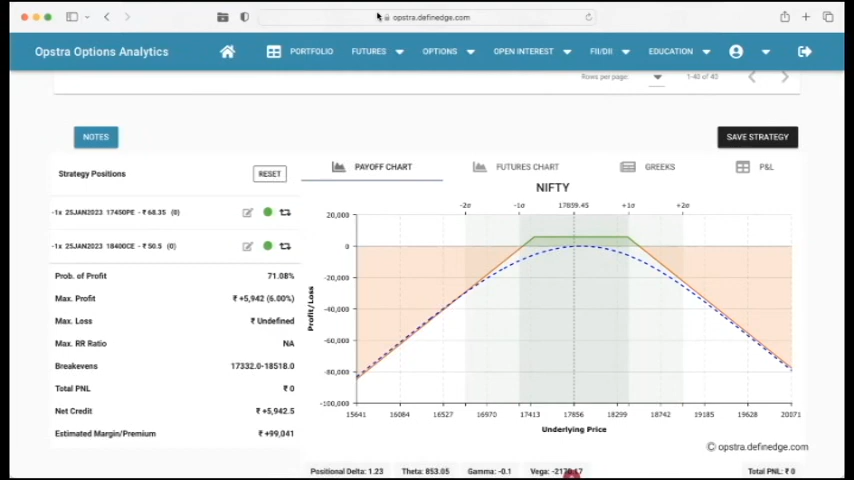 opstra.definedge.com
Opstra Options Analytics
PORTFOLIO
FUTURES
OPTIONS
OPEN INTEREST
FII/DII
EDUCATION
Rows per page:
1-40 of 40
NOTES
SAVE STRATEGY
Strategy Positions
RESET
PAYOFF CHART
FUTURES CHART
GREEKS
P&L
-1x 25JAN2023 17450PE - ₹ 68.35 (0)
-1x 25JAN2023 18400CE - ₹ 50.5 (0)
Prob. of Profit 71.08%
Max. Profit ₹ +5,942 (6.00%)
Max. Loss ₹ Undefined
Max. RR Ratio NA
Breakevens 17332.0-18518.0
Total PNL ₹ 0
Net Credit ₹ +5,942.5
Estimated Margin/Premium ₹ +99,041
NIFTY
-2σ -1σ 17859.45 +1σ +2σ
20,000
0
-20,000
-40,000
-60,000
-80,000
-100,000
Profit/Loss
15641 16084 16527 16970 17413 17856 18299 18742 19185 19628 20071
Underlying Price
© opstra.definedge.com
Positional Delta: 1.23 Theta: 853.05 Gamma: -0.1 Total PNL: ₹ 0